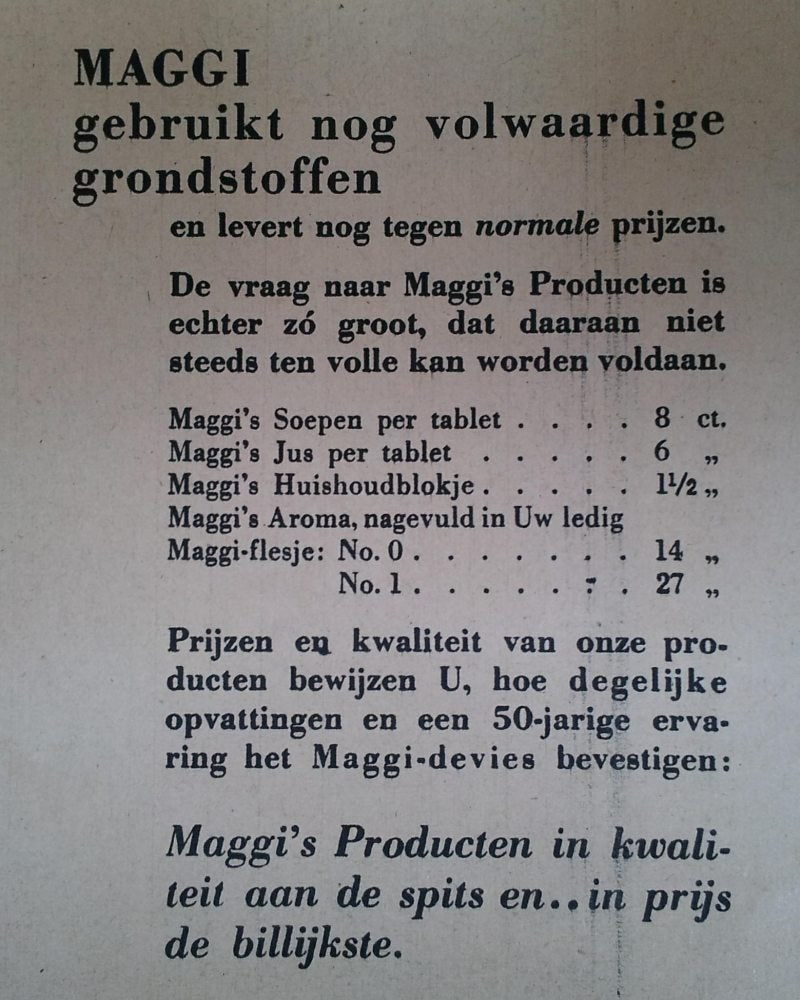 MAGGI
gebruikt nog volwaardige
grondstoffen
en levert nog tegen normale prijzen.
De vraag naar Maggi's Producten is
echter zó groot, dat daaraan niet
steeds ten volle kan worden voldaan.
Maggi's Soepen per tablet . . . . 8 ct.
Maggi's Jus per tablet . . . . . 6 „
Maggi's Huishoudblokje . . . . . 1½ „
Maggi's Aroma, nagevuld in Uw ledig
Maggi-flesje: No. 0 . . . . . . . 14 „
No. 1 . . . . . . . 27 „
Prijzen en kwaliteit van onze pro-
ducten bewijzen U, hoe degelijke
opvattingen en een 50-jarige erva-
ring het Maggi-devies bevestigen:
Maggi's Producten in kwali-
teit aan de spits en.. in prijs
de billijkste.